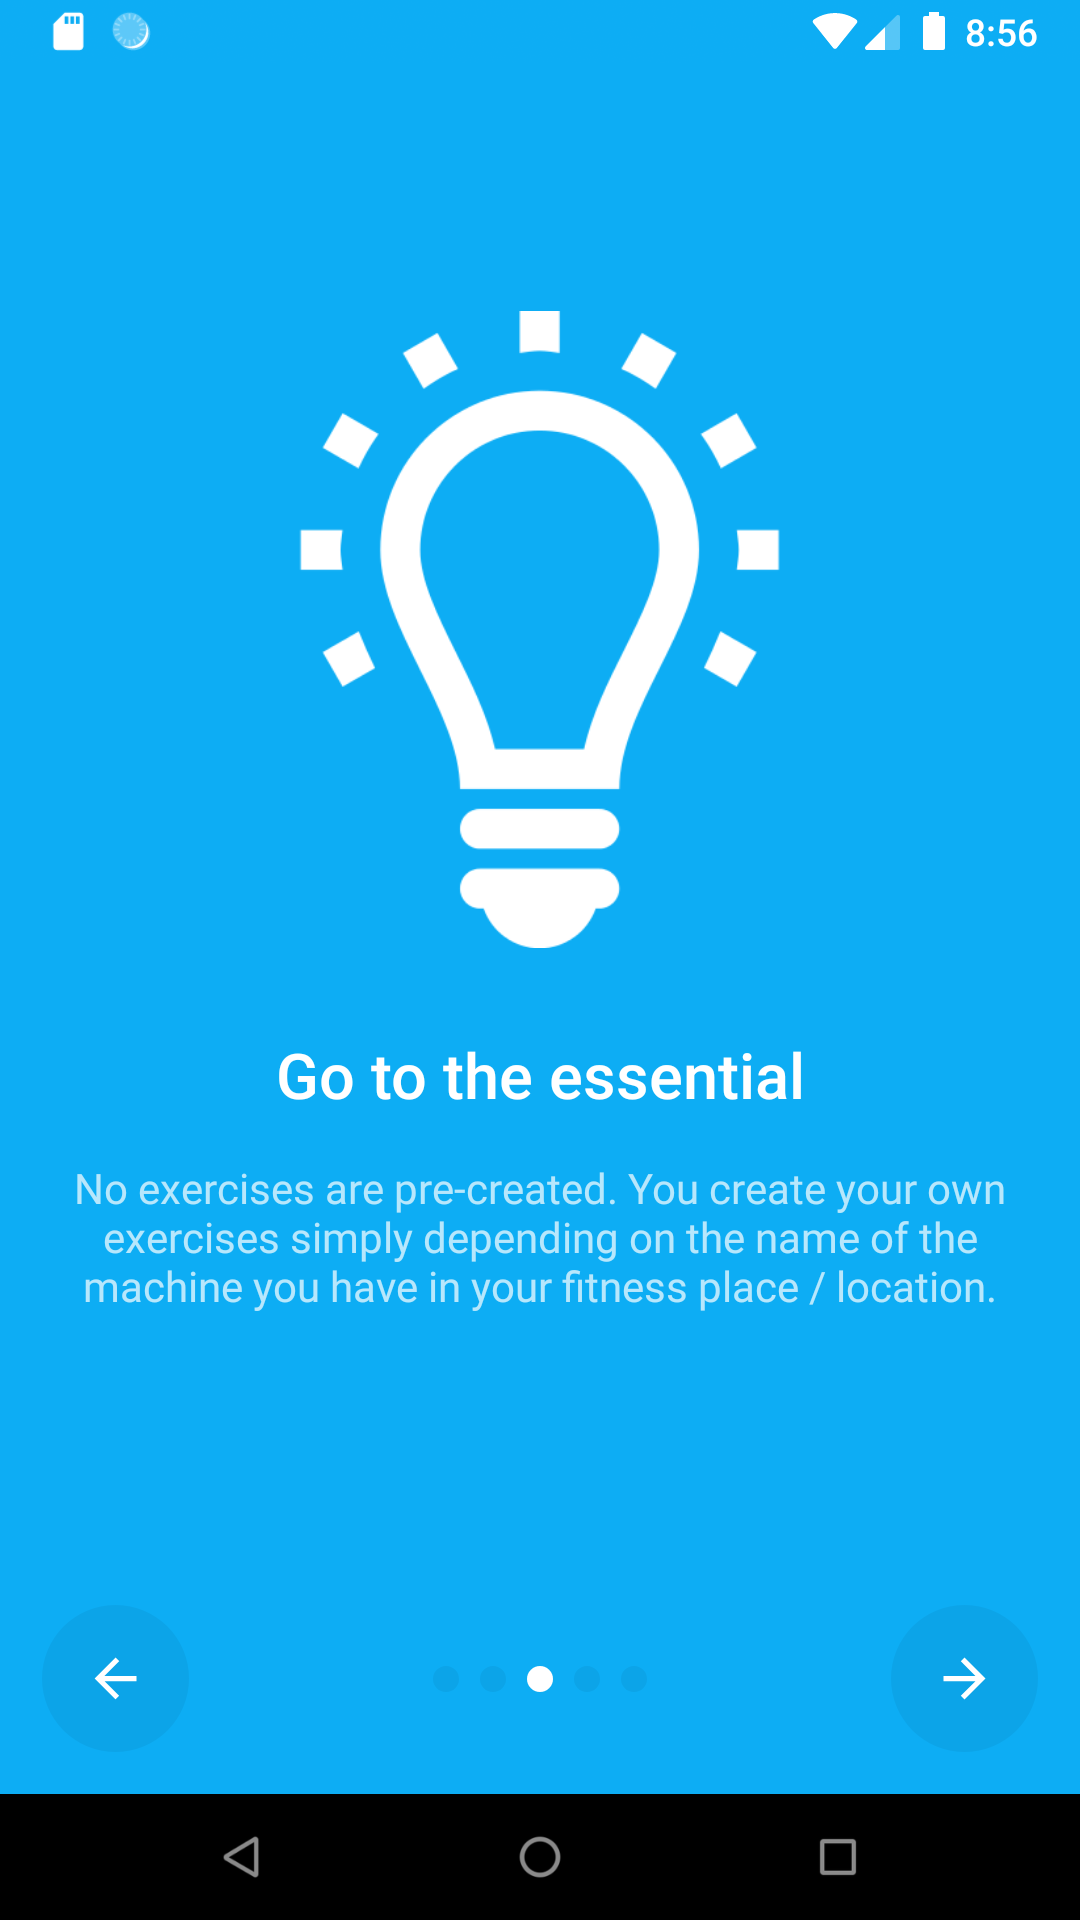 8:56
Go to the essential
No exercises are pre-created. You create your own
exercises simply depending on the name of the
machine you have in your fitness place / location.